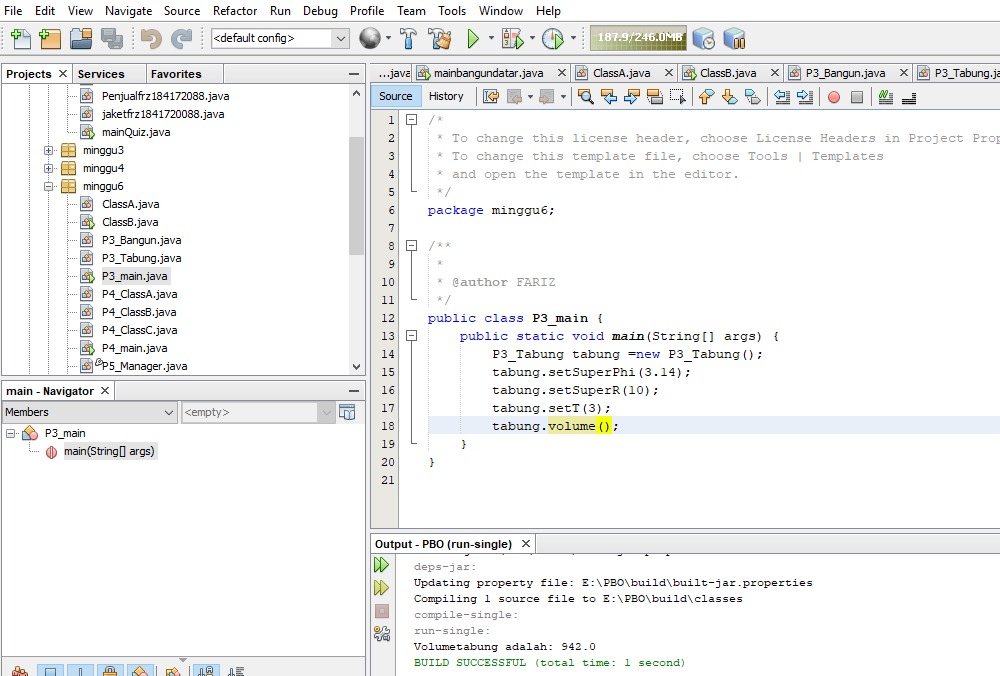 File Edit View Navigate Source Refactor Run Debug Profile Team Tools Window Help
<default config> 187.9/246.0MB
Projects Services Favorites
Penjualfrz184172088.java
jaketfrz184172088.java
mainQuiz.java
minggu3
minggu4
minggu6
ClassA.java
ClassB.java
P3_Bangun.java
P3_Tabung.java
P3_main.java
P4_ClassA.java
P4_ClassB.java
P4_ClassC.java
P4_main.java
P5_Manager.java
main - Navigator
Members <empty>
P3_main
main(String[] args)
...java mainbangundatar.java ClassA.java ClassB.java P3_Bangun.java P3_Tabung.ja
Source History
1 /*
2 * To change this license header, choose License Headers in Project Prop
3 * To change this template file, choose Tools | Templates
4 * and open the template in the editor.
5 */
6 package minggu6;
7
8 /**
9 *
10 * @author FARIZ
11 */
12 public class P3_main {
13 public static void main(String[] args) {
14 P3_Tabung tabung =new P3_Tabung();
15 tabung.setSuperPhi(3.14);
16 tabung.setSuperR(10);
17 tabung.setT(3);
18 tabung.volume();
19 }
20 }
21
Output - PBO (run-single)
deps-jar:
Updating property file: E:\PBO\build\built-jar.properties
Compiling 1 source file to E:\PBO\build\classes
compile-single:
run-single:
Volumetabung adalah: 942.0
BUILD SUCCESSFUL (total time: 1 second)